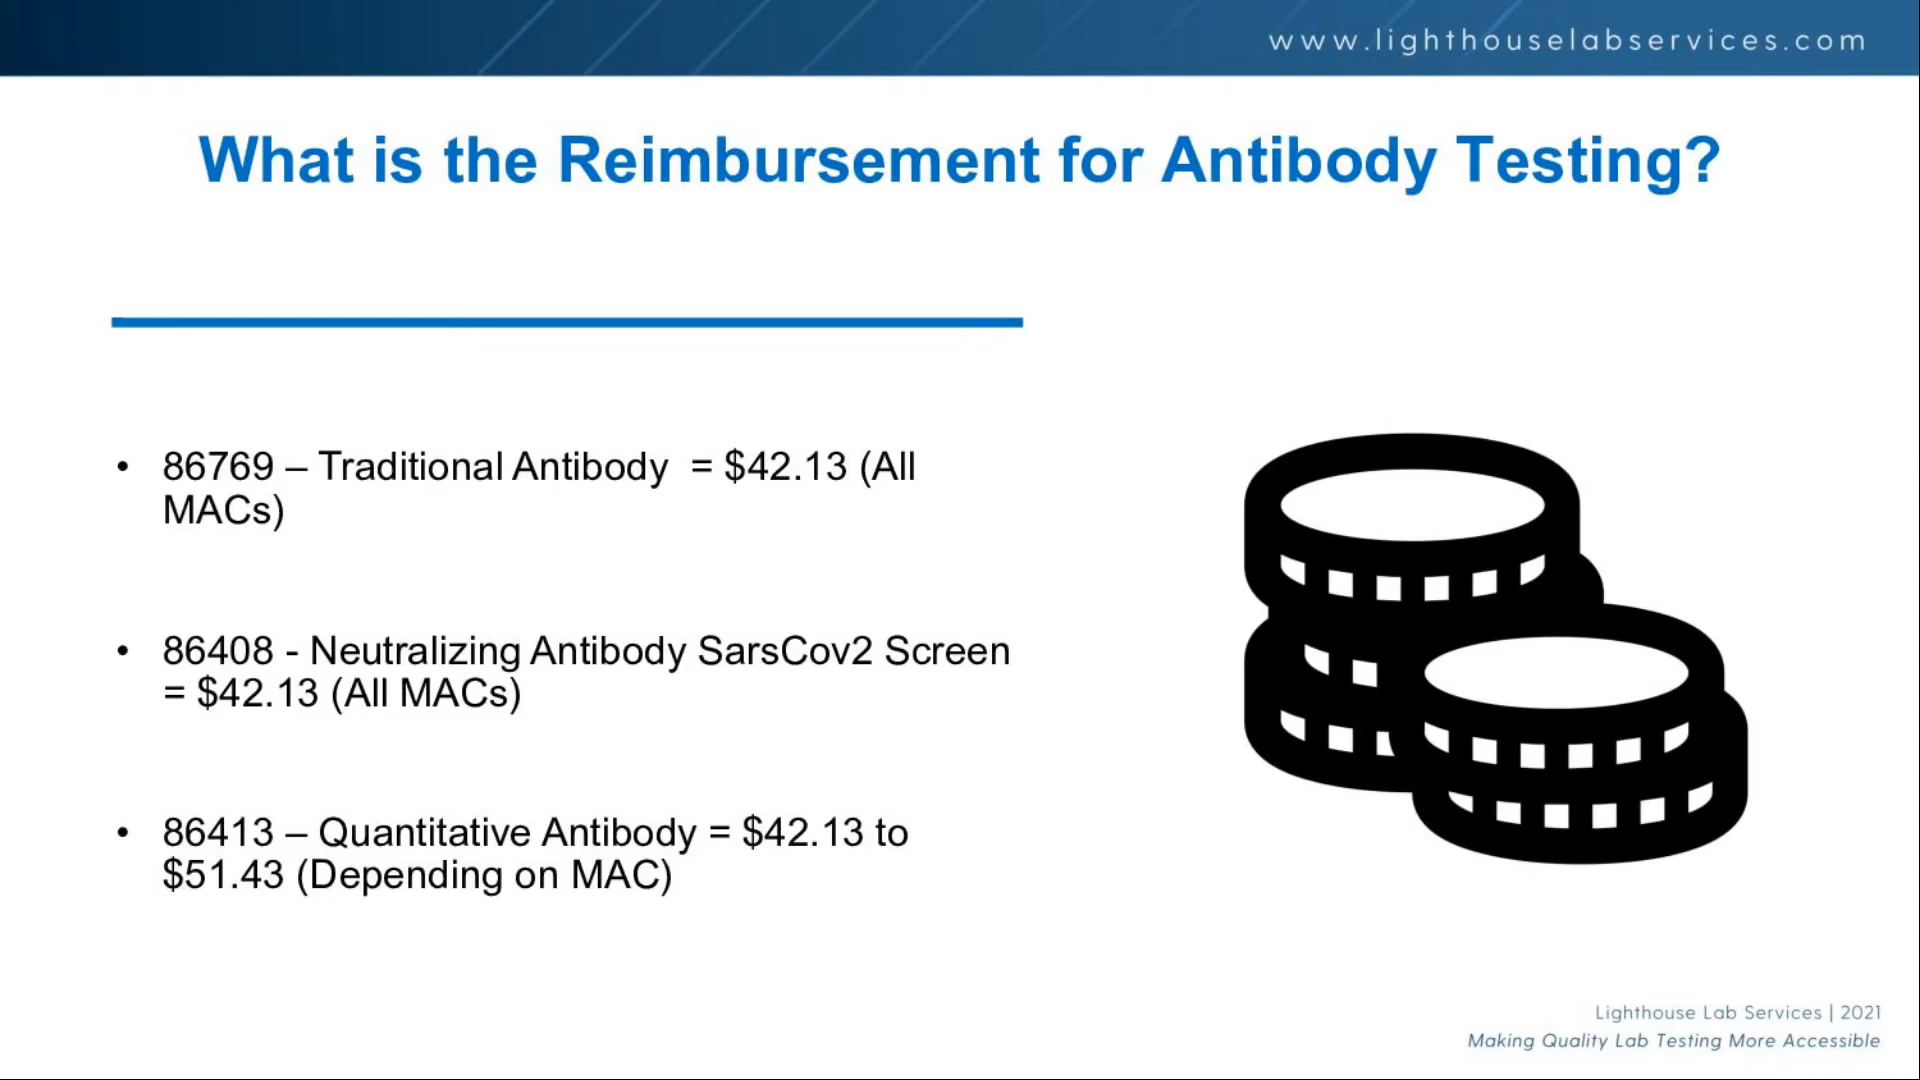 www.lighthouselabservices.com
What is the Reimbursement for Antibody Testing?
• 86769 – Traditional Antibody  = $42.13 (All
MACs)
• 86408 - Neutralizing Antibody SarsCov2 Screen
= $42.13 (All MACs)
• 86413 – Quantitative Antibody = $42.13 to
$51.43 (Depending on MAC)
Lighthouse Lab Services | 2021
Making Quality Lab Testing More Accessible